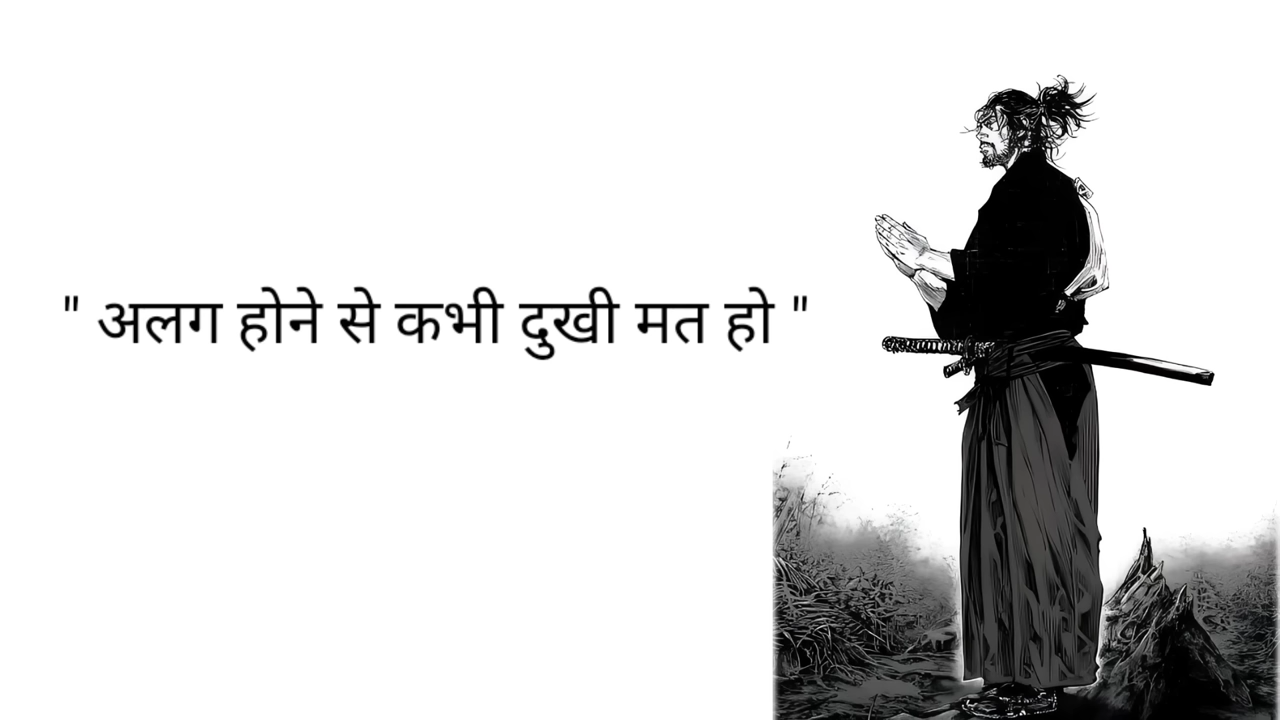 " अलग होने से कभी दुखी मत हो "